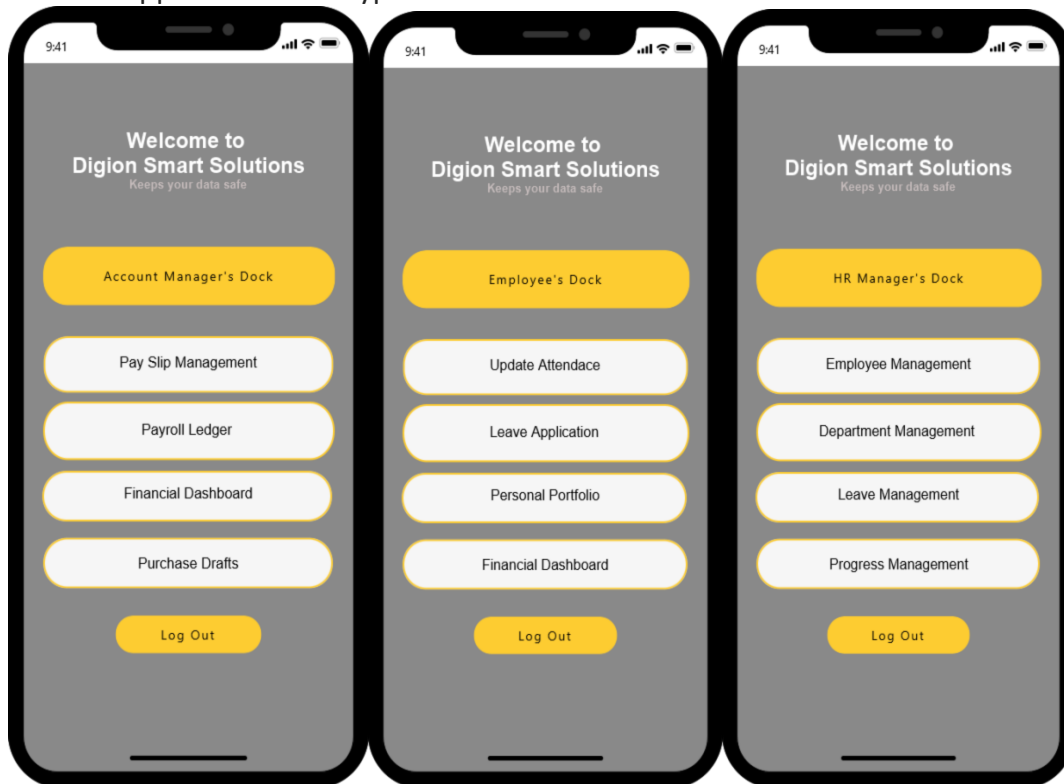 9:41
Welcome to
Digion Smart Solutions
Keeps your data safe
Account Manager's Dock
Pay Slip Management
Payroll Ledger
Financial Dashboard
Purchase Drafts
Log Out
9:41
Welcome to
Digion Smart Solutions
Keeps your data safe
Employee's Dock
Update Attendace
Leave Application
Personal Portfolio
Financial Dashboard
Log Out
9:41
Welcome to
Digion Smart Solutions
Keeps your data safe
HR Manager's Dock
Employee Management
Department Management
Leave Management
Progress Management
Log Out